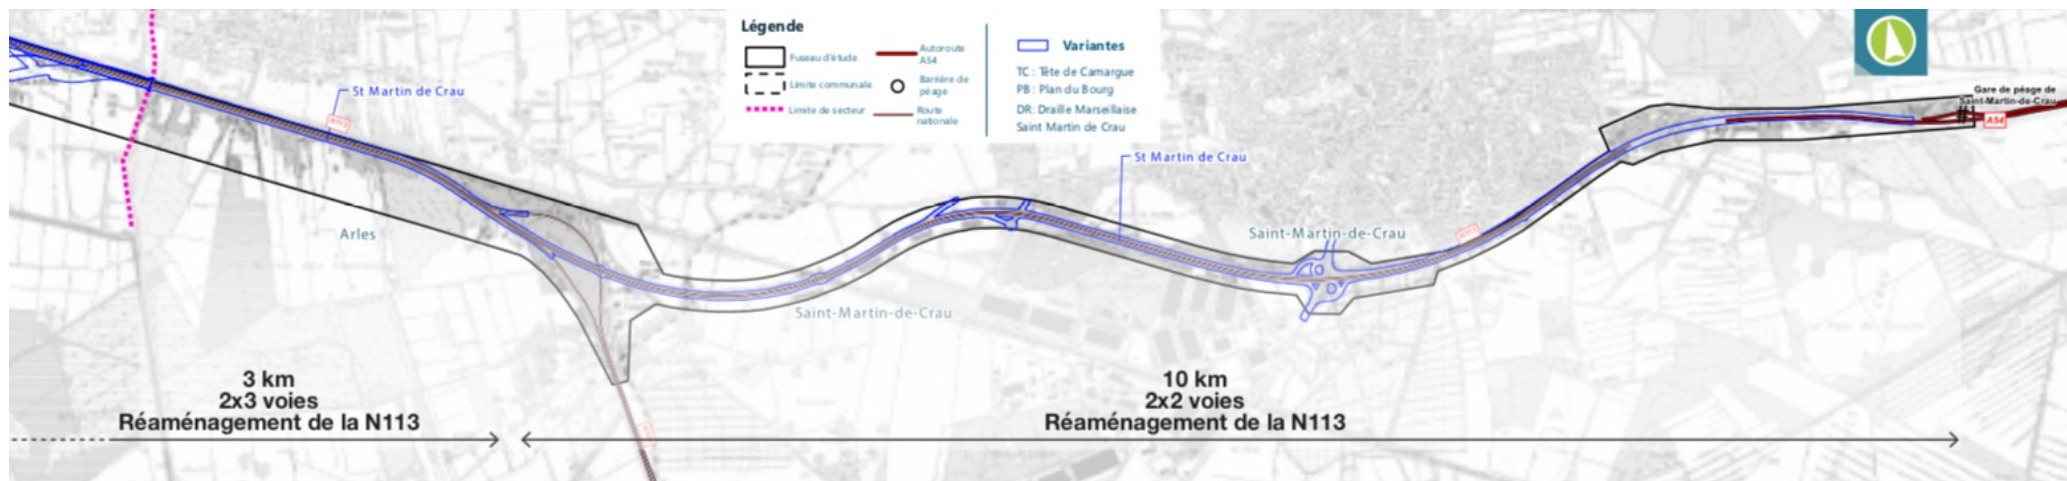 Légende
Fuseau d'étude
Autoroute
A54
Limite communale
Barrière de
péage
Limite de secteur
Route
nationale
Variantes
TC : Tête de Camargue
PB : Plan du Bourg
DR: Draille Marseillaise
Saint Martin de Crau
Gare de péage de
Saint-Martin-de-Crau
A54
St Martin de Crau
N113
St Martin de Crau
Arles
Saint-Martin-de-Crau
N113
Saint-Martin-de-Crau
3 km
2x3 voies
Réaménagement de la N113
10 km
2x2 voies
Réaménagement de la N113